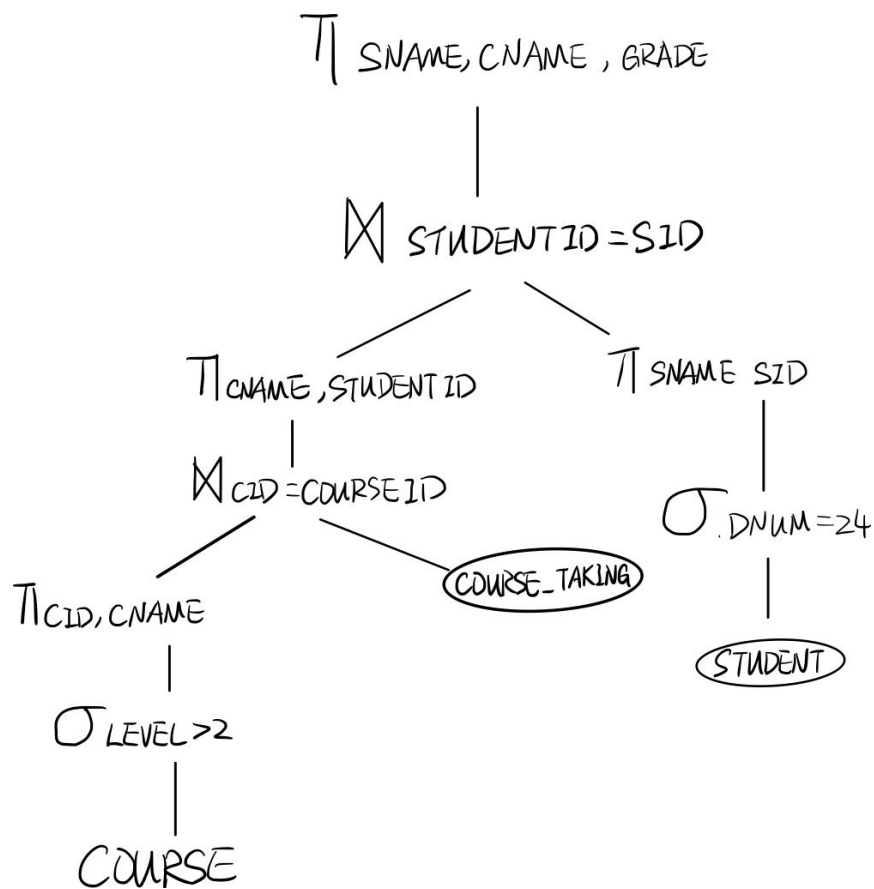 π SNAME, CNAME, GRADE
⋈ STUDENTID=SID
π CNAME, STUDENTID
π SNAME SID
⋈ CID=COURSEID
σ. DNUM=24
COURSE_TAKING
π CID, CNAME
STUDENT
σ LEVEL>2
COURSE